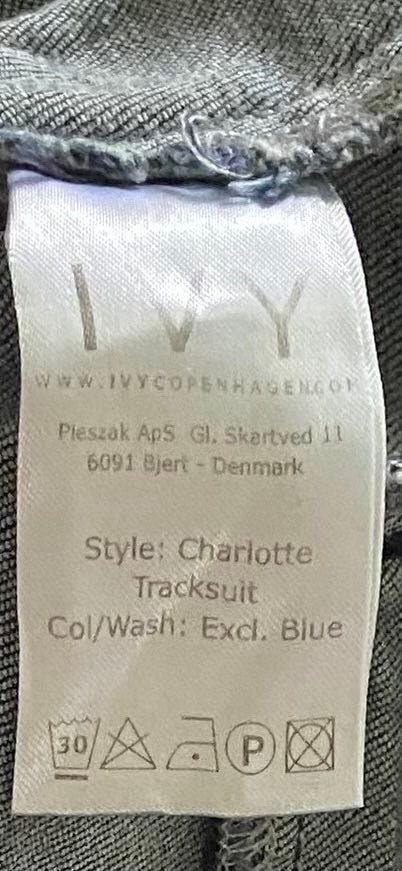 IVY
WWW.IVYCOPENHAGEN.COM
Pieszak ApS Gl. Skartved 11
6091 Bjert - Denmark
Style: Charlotte
Tracksuit
Col/Wash: Excl. Blue
30 P